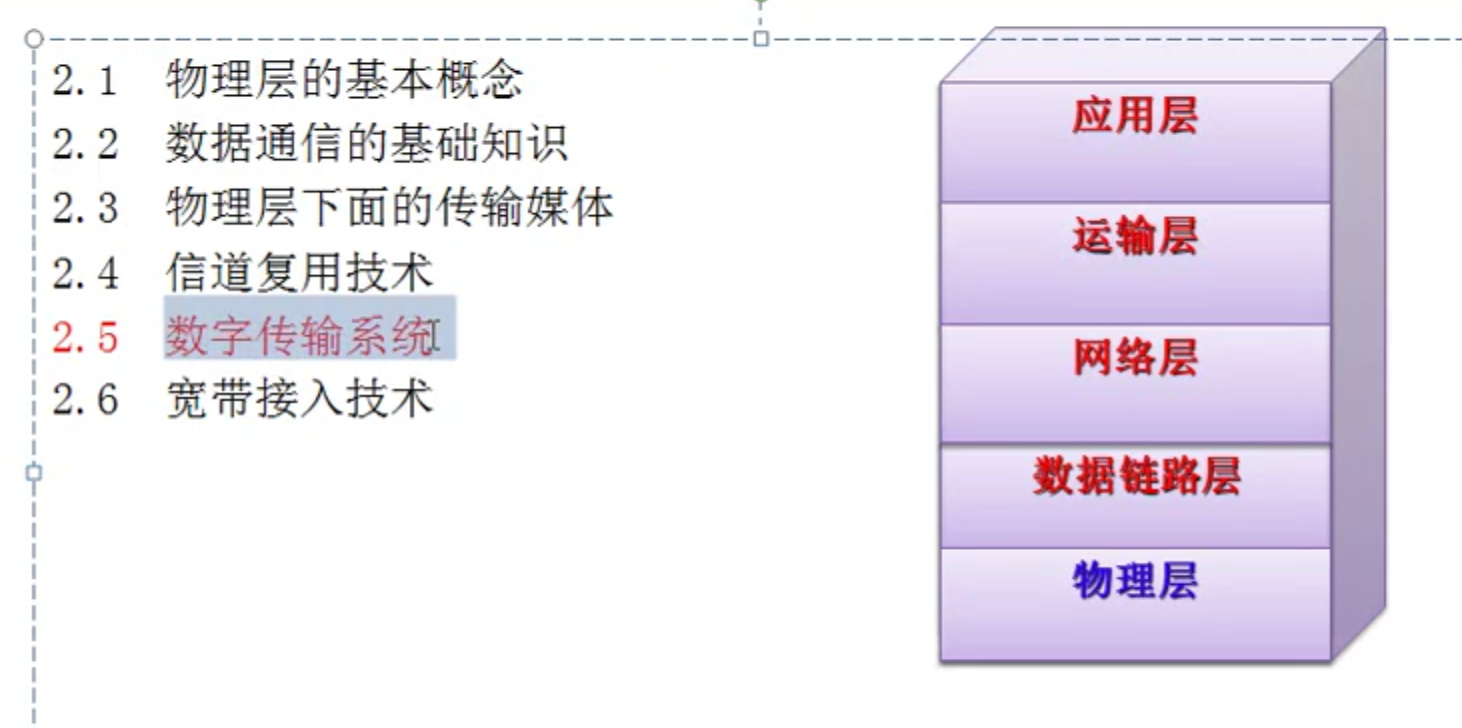 2.1 物理层的基本概念
2.2 数据通信的基础知识
2.3 物理层下面的传输媒体
2.4 信道复用技术
2.5 数字传输系统
2.6 宽带接入技术
应用层
运输层
网络层
数据链路层
物理层